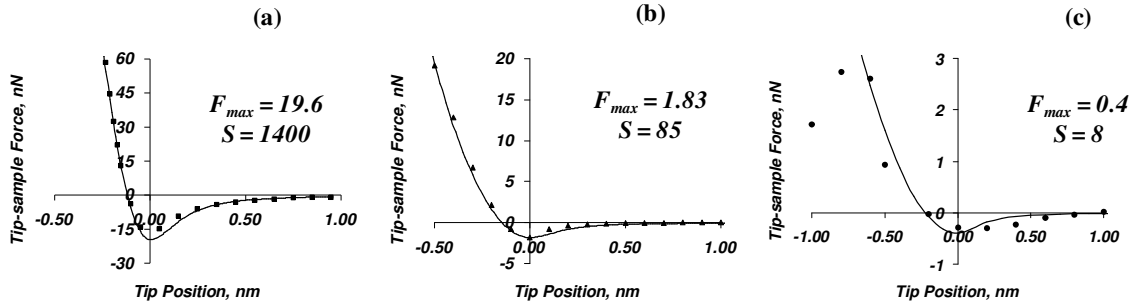 (a)
Tip-sample Force, nN
60
45
30
15
0
-15
-30
-0.50
0.00
0.50
1.00
Tip Position, nm
F_max = 19.6
S = 1400
(b)
Tip-sample Force, nN
20
15
10
5
0
-5
-0.50
0.00
0.50
1.00
Tip Position, nm
F_max = 1.83
S = 85
(c)
Tip-sample Force, nN
3
2
1
0
-1
-1.00
-0.50
0.00
0.50
1.00
Tip Position, nm
F_max = 0.4
S = 8